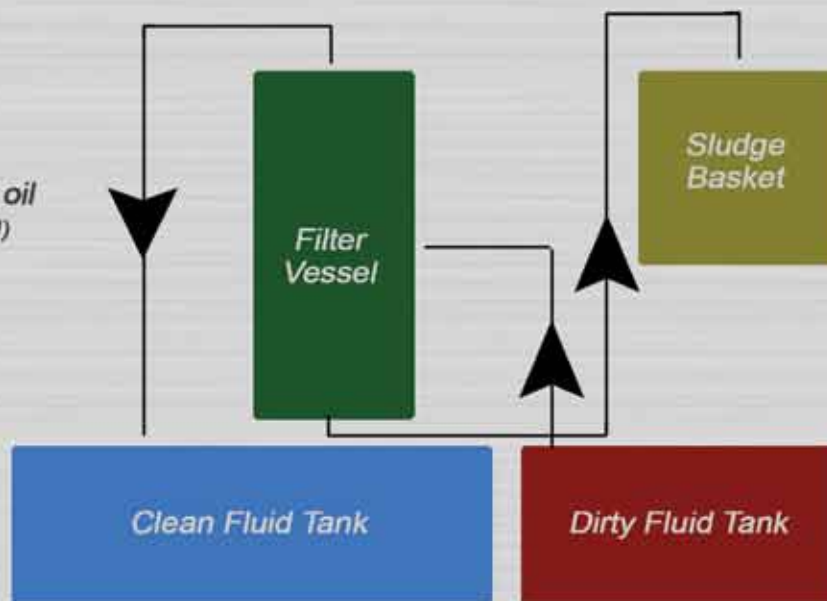 Sludge
Basket
oil
Filter
Vessel
Clean Fluid Tank
Dirty Fluid Tank